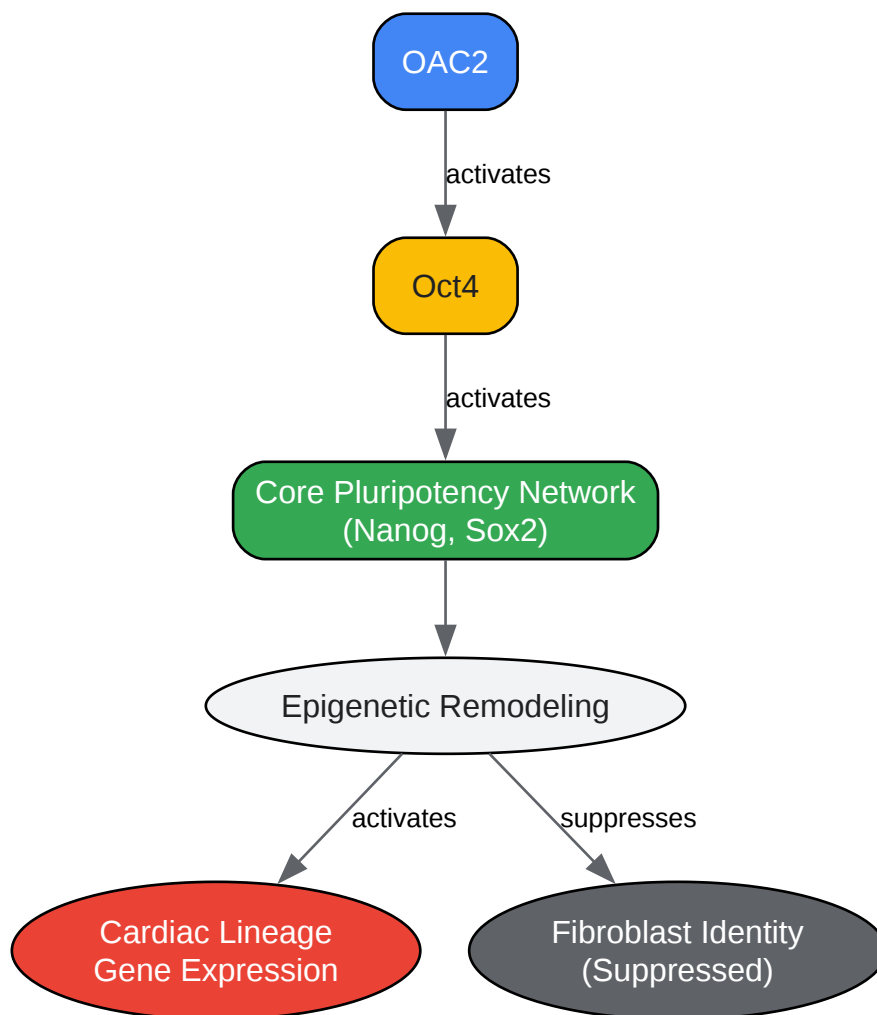 OAC2
activates
Oct4
activates
Core Pluripotency Network
(Nanog, Sox2)
Epigenetic Remodeling
activates
suppresses
Cardiac Lineage
Gene Expression
Fibroblast Identity
(Suppressed)